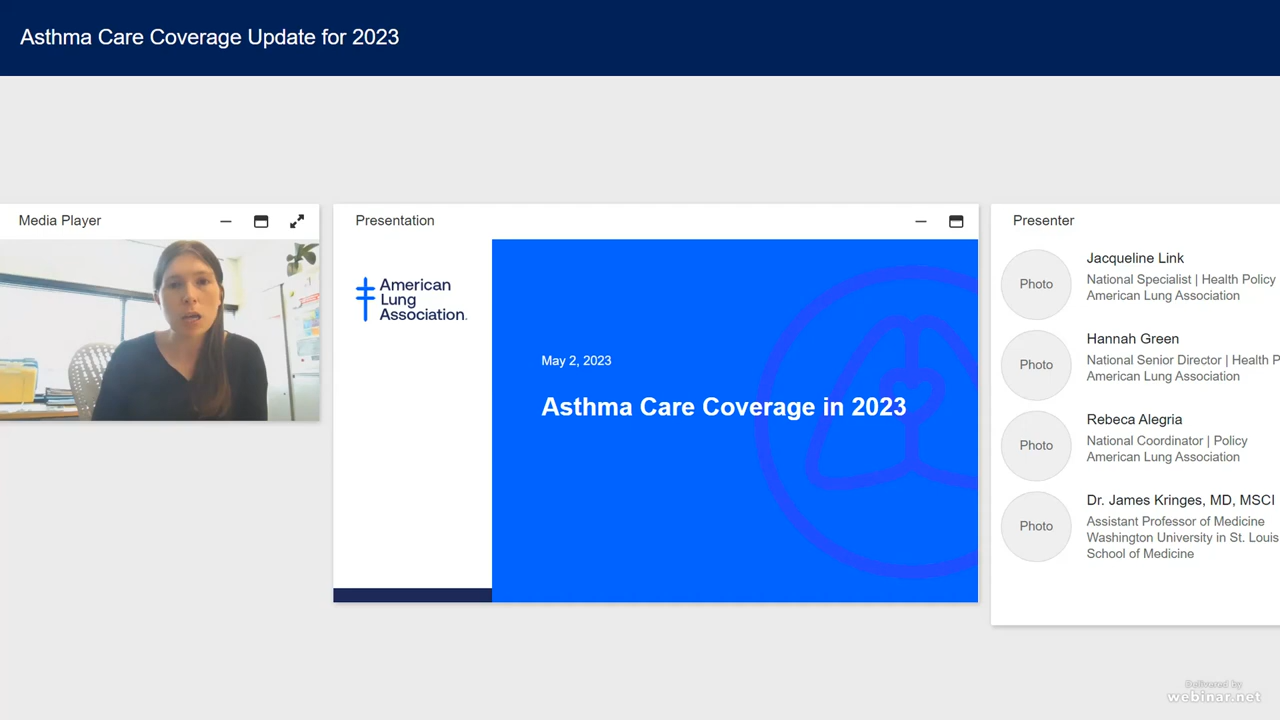 Asthma Care Coverage Update for 2023
Media Player
Presentation
American
Lung
Association.
May 2, 2023
Asthma Care Coverage in 2023
Presenter
Photo
Jacqueline Link
National Specialist | Health Policy
American Lung Association
Photo
Hannah Green
National Senior Director | Health P
American Lung Association
Photo
Rebeca Alegria
National Coordinator | Policy
American Lung Association
Photo
Dr. James Kringes, MD, MSCI
Assistant Professor of Medicine
Washington University in St. Louis
School of Medicine
Delivered by
webinar.net